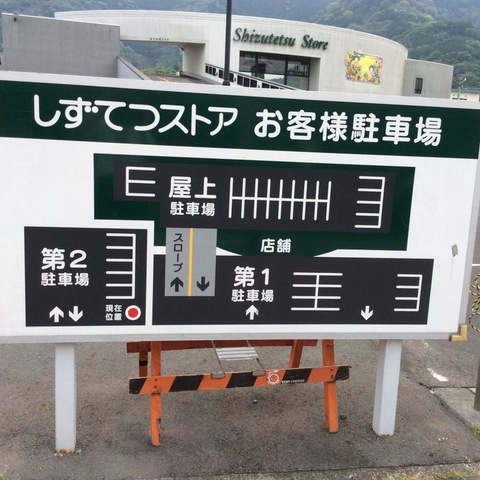 Shizutetsu Store
しずてつストア お客様駐車場
屋上
駐車場
店舗
スロープ
第2
駐車場
現在
位置
第1
駐車場